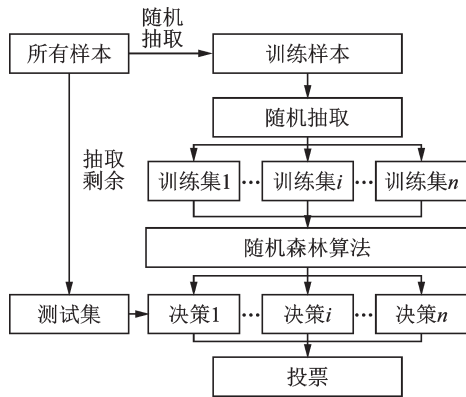 随机
抽取
所有样本
训练样本
随机抽取
抽取
剩余
训练集1 … 训练集i … 训练集n
随机森林算法
测试集
决策1 … 决策i … 决策n
投票